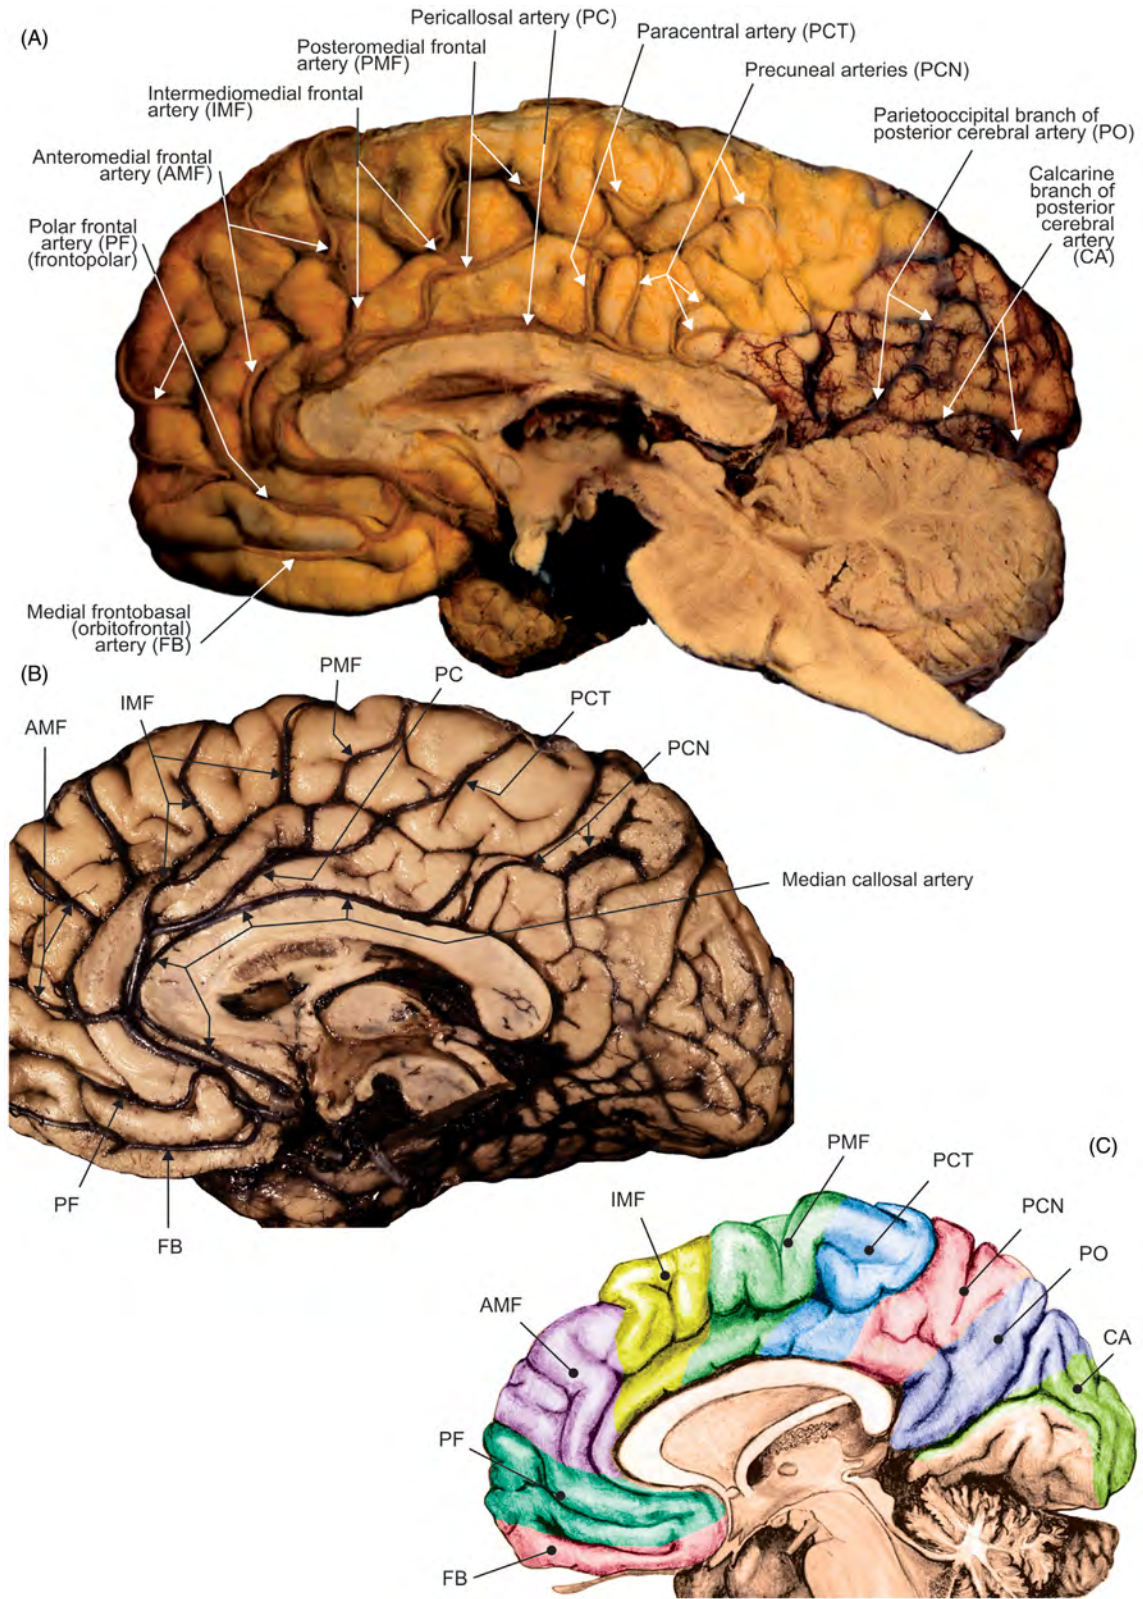 (A)
Pericallosal artery (PC)
Posteromedial frontal
artery (PMF)
Intermediomedial frontal
artery (IMF)
Anteromedial frontal
artery (AMF)
Polar frontal
artery (PF)
(frontopolar)
Paracentral artery (PCT)
Precuneal arteries (PCN)
Parietooccipital branch of
posterior cerebral artery (PO)
Calcarine
branch of
posterior
cerebral
artery
(CA)
Medial frontobasal
(orbitofrontal)
artery (FB)
(B)
AMF
IMF
PMF
PC
PCT
PCN
Median callosal artery
PF
FB
(C)
PMF
PCT
IMF
PCN
PO
AMF
CA
PF
FB